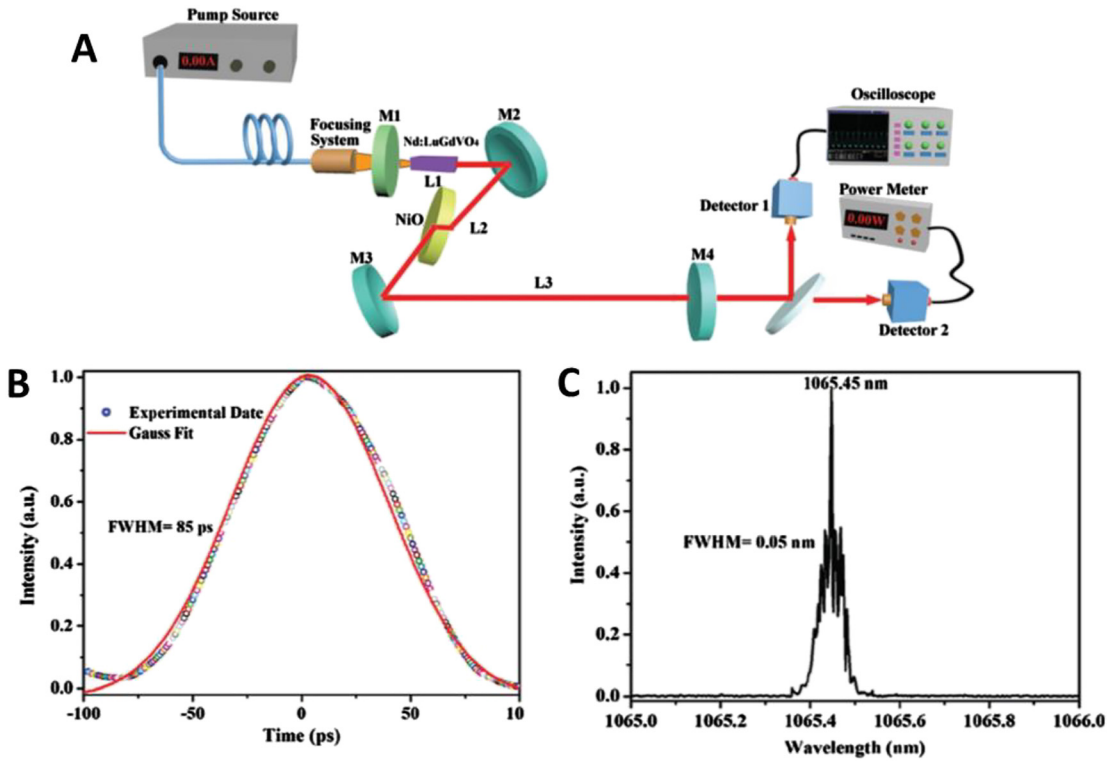 A
Pump Source
0.00A
Focusing
System
M1
Nd:LuGdVO₄
M2
L1
NiO
L2
M3
L3
M4
Detector 1
Oscilloscope
Power Meter
0.00W
Detector 2
B
Experimental Date
Gauss Fit
FWHM= 85 ps
Intensity (a.u.)
1.0
0.8
0.6
0.4
0.2
0.0
-100
-50
0
50
10
Time (ps)
C
1065.45 nm
FWHM= 0.05 nm
Intensity (a.u.)
1.0
0.8
0.6
0.4
0.2
0.0
1065.0
1065.2
1065.4
1065.6
1065.8
1066.0
Wavelength (nm)